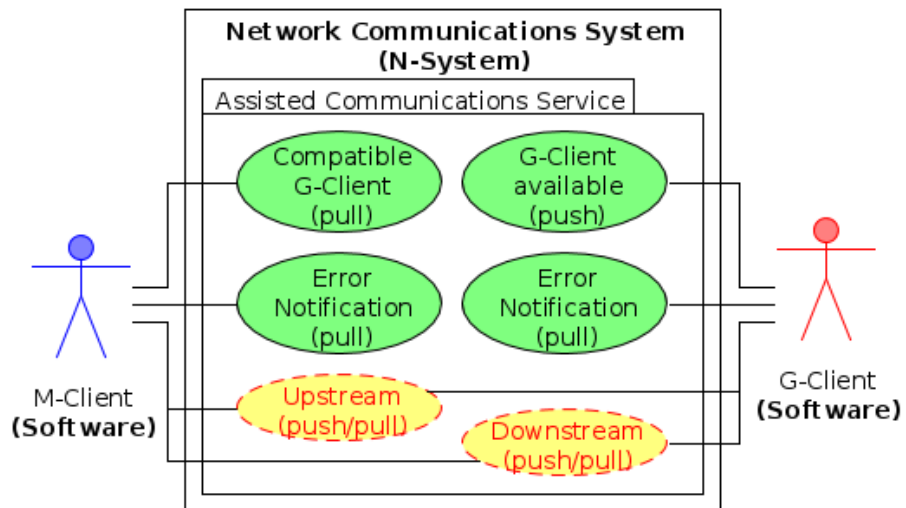 Network Communications System
(N-System)
Assisted Communications Service
Compatible
G-Client
(pull)
G-Client
available
(push)
Error
Notification
(pull)
Error
Notification
(pull)
Upstream
(push/pull)
Downstream
(push/pull)
M-Client
(Software)
G-Client
(Software)